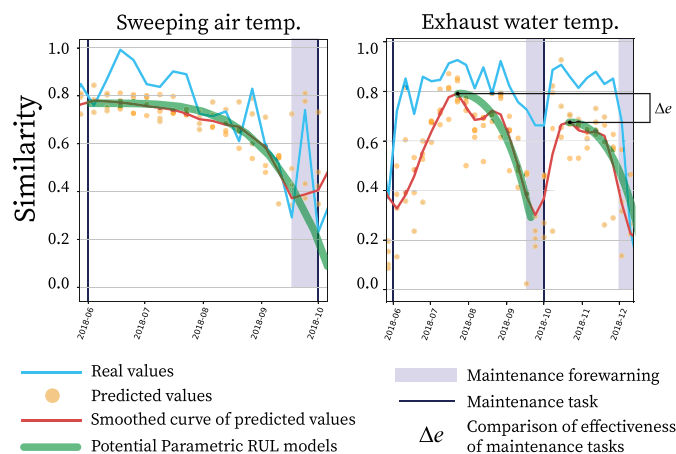 Sweeping air temp.
Exhaust water temp.
Similarity
1.0
0.8
0.6
0.4
0.2
0.0
2018-06
2018-07
2018-08
2018-09
2018-10
1.0
0.8
0.6
0.4
0.2
0.0
2018-06
2018-07
2018-08
2018-09
2018-10
2018-11
2018-12
Δe
Real values
Predicted values
Smoothed curve of predicted values
Potential Parametric RUL models
Maintenance forewarning
Maintenance task
Δe Comparison of effectiveness
of maintenance tasks